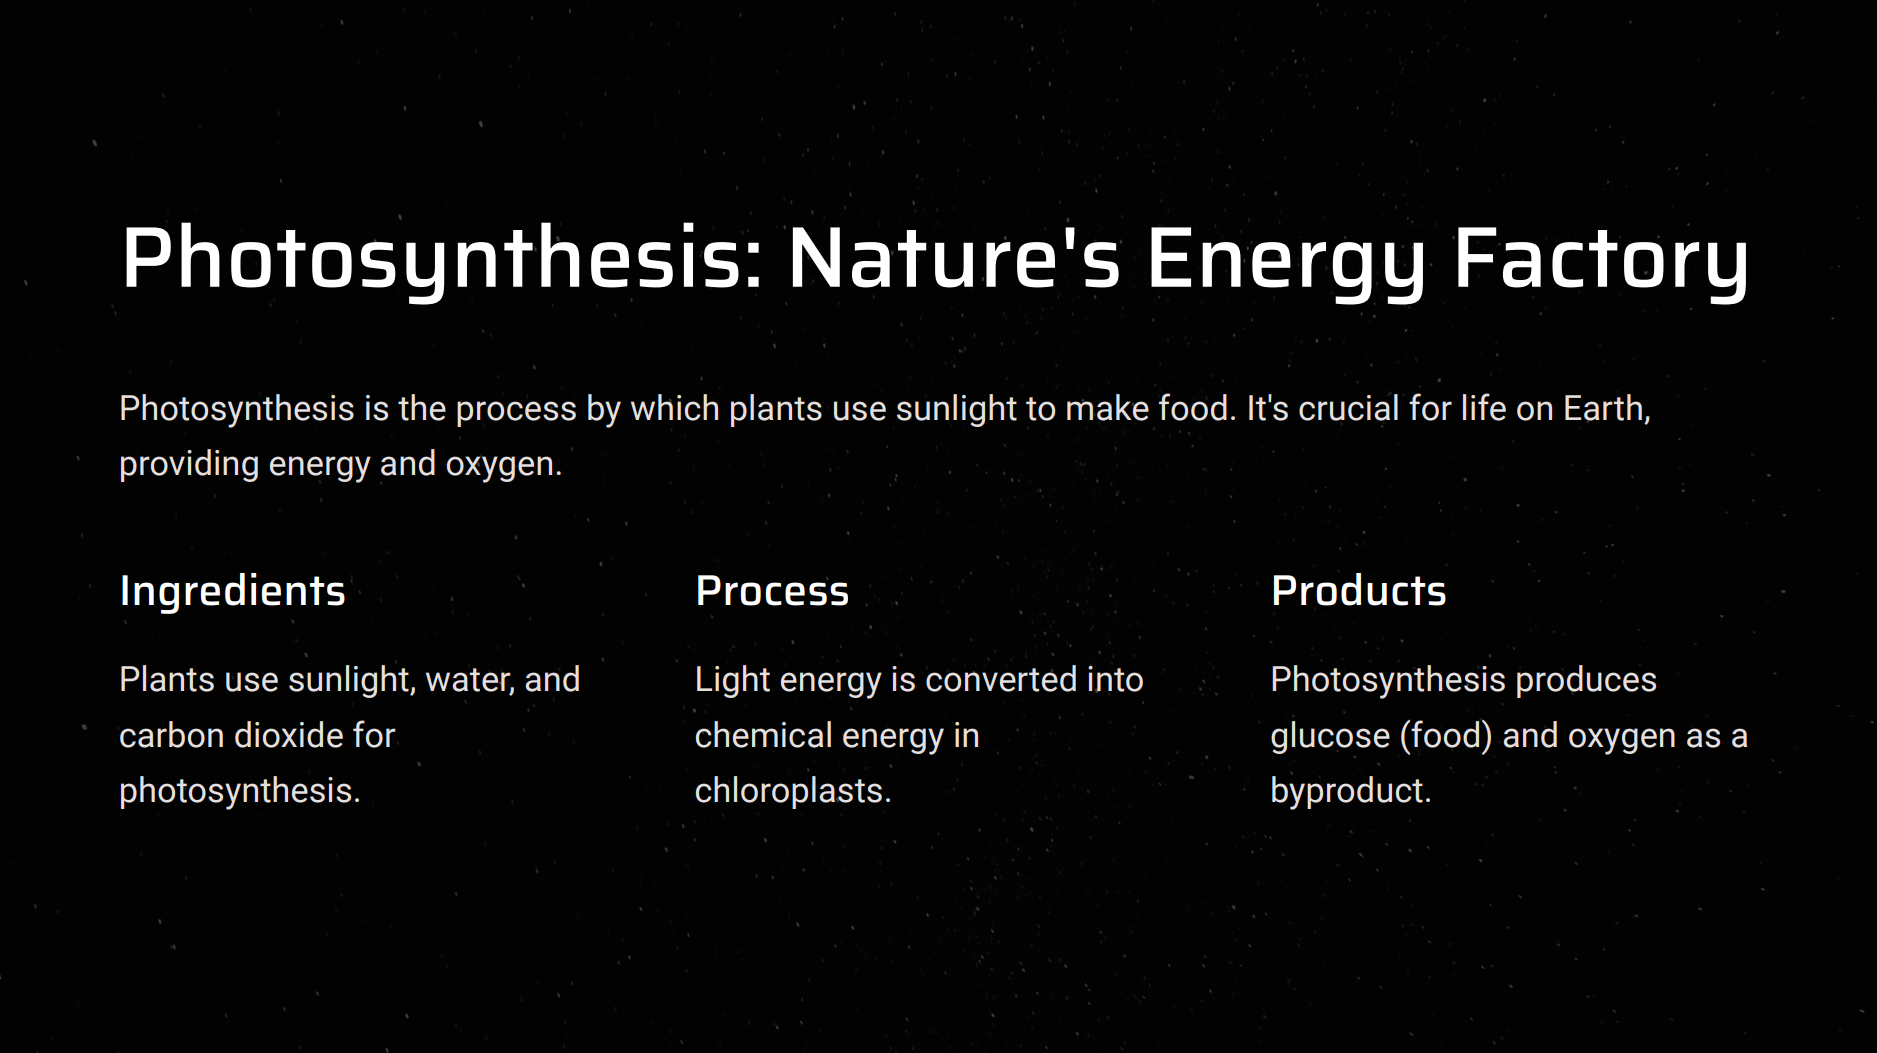 Photosynthesis: Nature's Energy Factory
Photosynthesis is the process by which plants use sunlight to make food. It's crucial for life on Earth,
providing energy and oxygen.
Ingredients
Plants use sunlight, water, and
carbon dioxide for
photosynthesis.
Process
Light energy is converted into
chemical energy in
chloroplasts.
Products
Photosynthesis produces
glucose (food) and oxygen as a
byproduct.